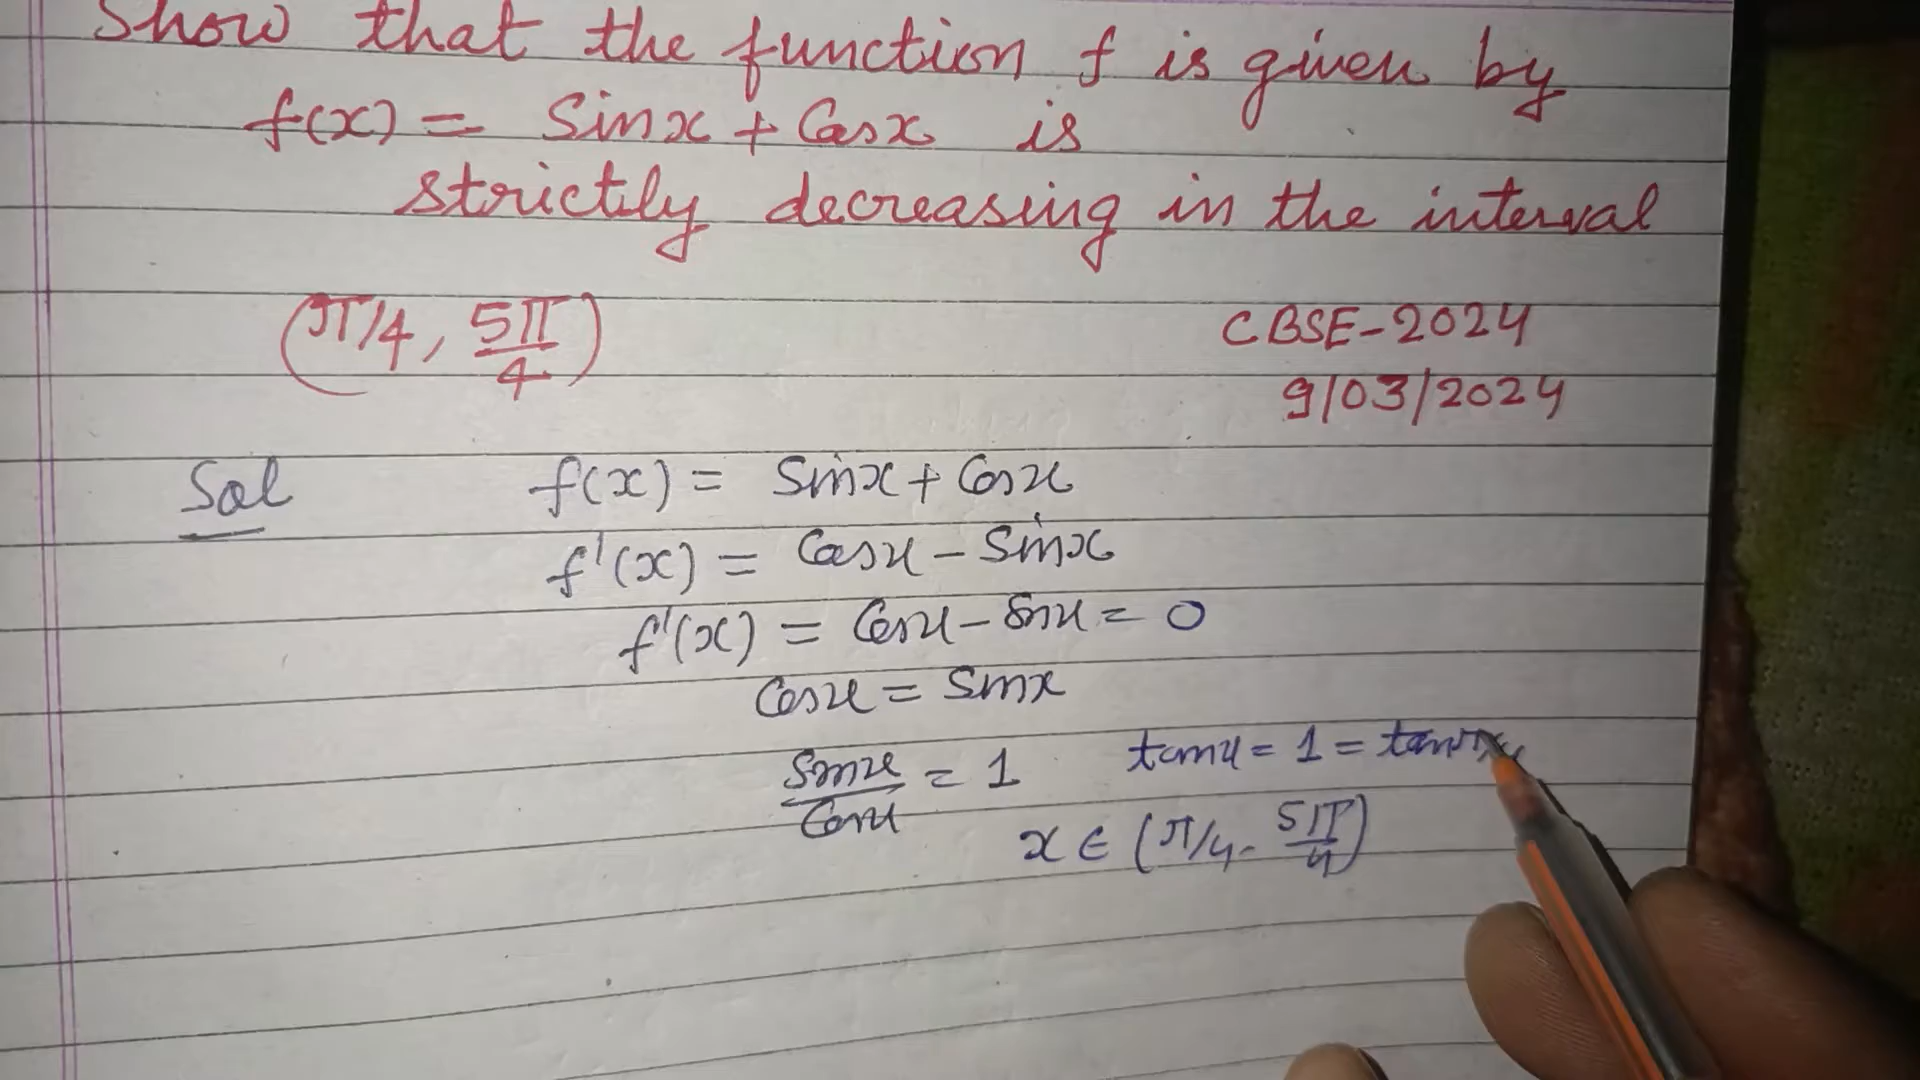 Show that the function f is given by
f(x) = Sinx + Cosx is
strictly decreasing in the interval
(π/4, 5π/4)
CBSE-2024
9/03/2024
Sol f(x) = Sinx + Cosx
f'(x) = Cosx - Sinx
f'(x) = Cosx - Sinx = 0
Cosx = Sinx
Sinx/Cosx = 1 tanx = 1 = tan
x ∈ (π/4, 5π/4)